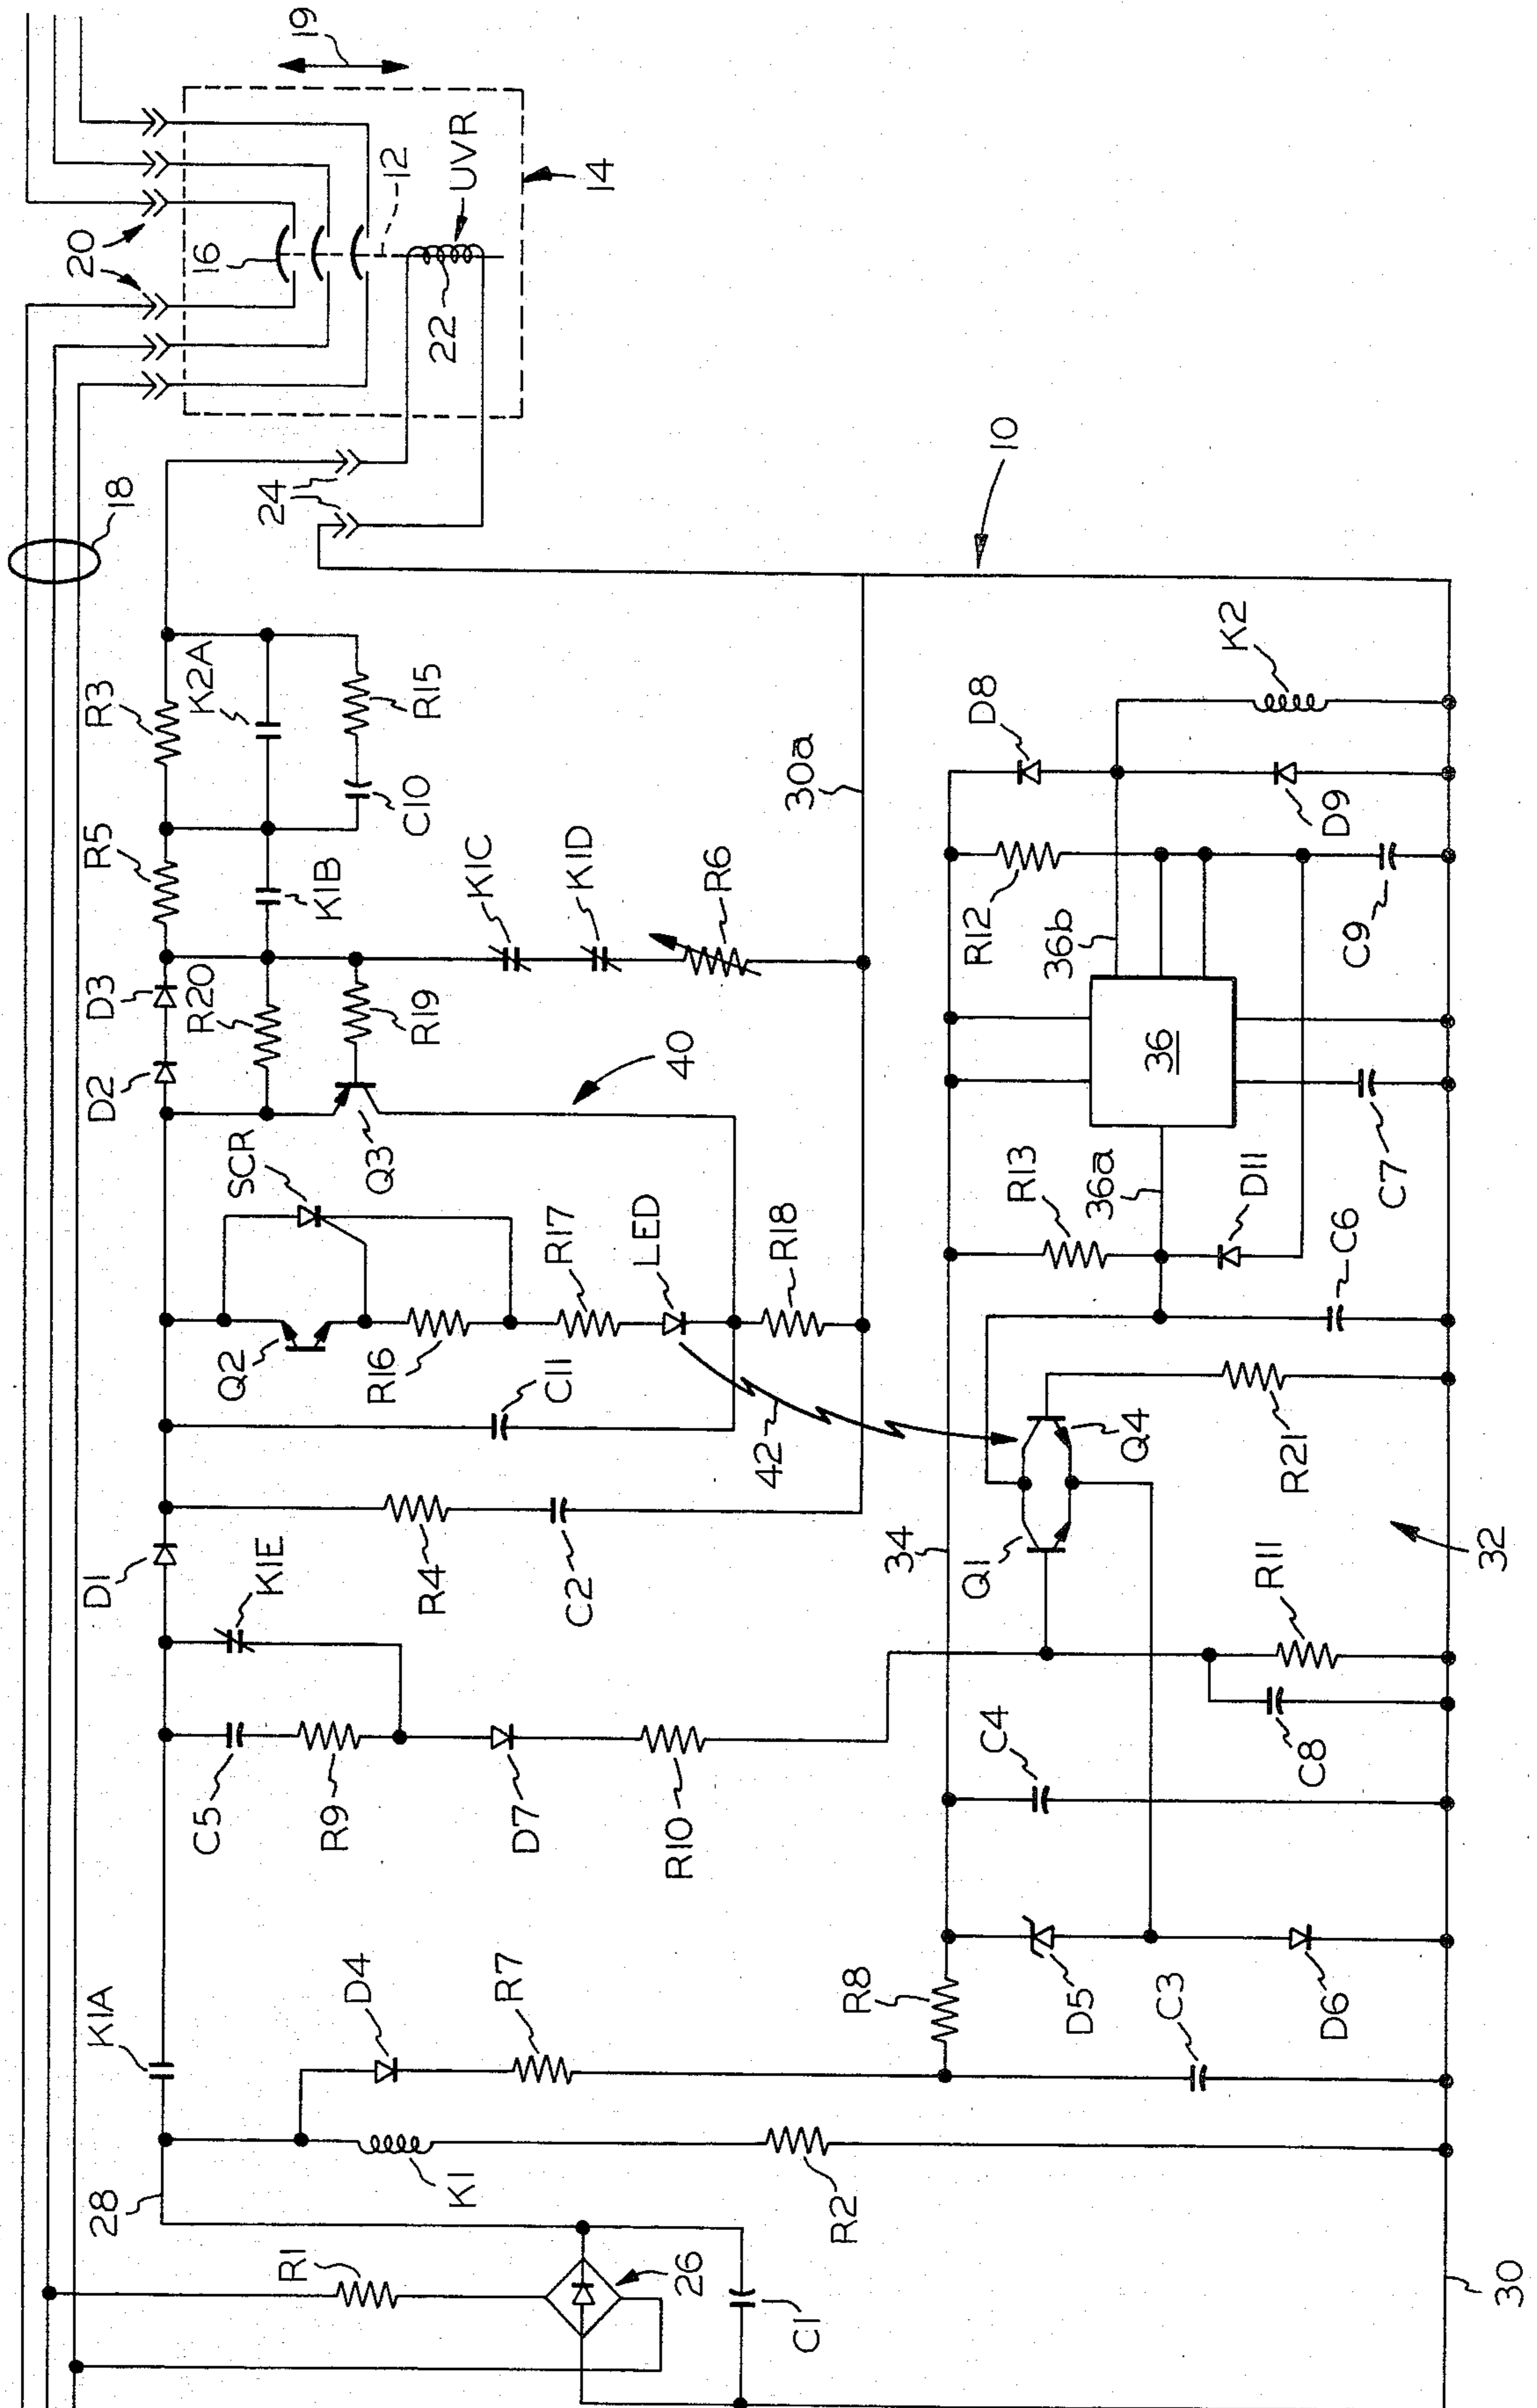 19
20
16
12
UVR
14
22
18
24
10
R3
K2A
R15
R5
C10
K1B
K1C
K1D
R6
30a
D3
R20
R19
D2
Q3
40
SCR
R17
LED
R18
Q2
R16
C11
42
D1
K1E
R4
C2
C5
R9
D7
R10
K1A
D4
R7
28
K1
R2
R1
26
C1
K2
D8
D9
R12
36b
C9
36
R13
36a
D11
C7
C6
Q4
R21
34
Q1
R11
32
C4
C8
R8
D5
C3
D6
30